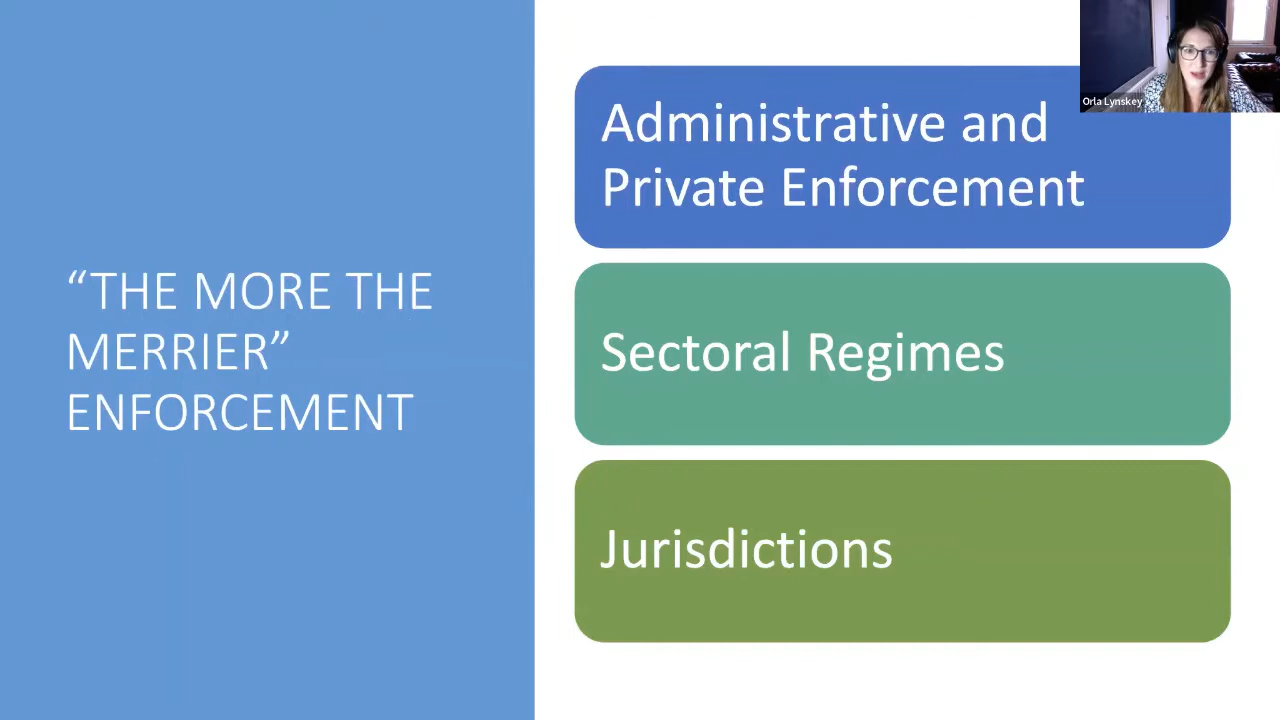 “THE MORE THE
MERRIER”
ENFORCEMENT
Administrative and
Private Enforcement
Sectoral Regimes
Jurisdictions
Orla Lynskey